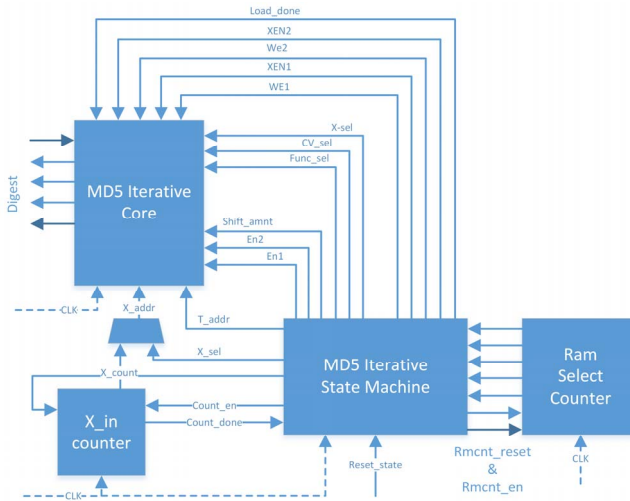 Load_done
XEN2
We2
XEN1
WE1
X-sel
CV_sel
Func_sel
MD5 Iterative
Core
Digest
Shift_amnt
En2
En1
CLK
X_addr
T_addr
X_sel
MD5 Iterative
State Machine
Ram
Select
Counter
X_count
X_in
counter
Count_en
Count_done
Rmcnt_reset
&
Rmcnt_en
CLK
Reset_state
CLK